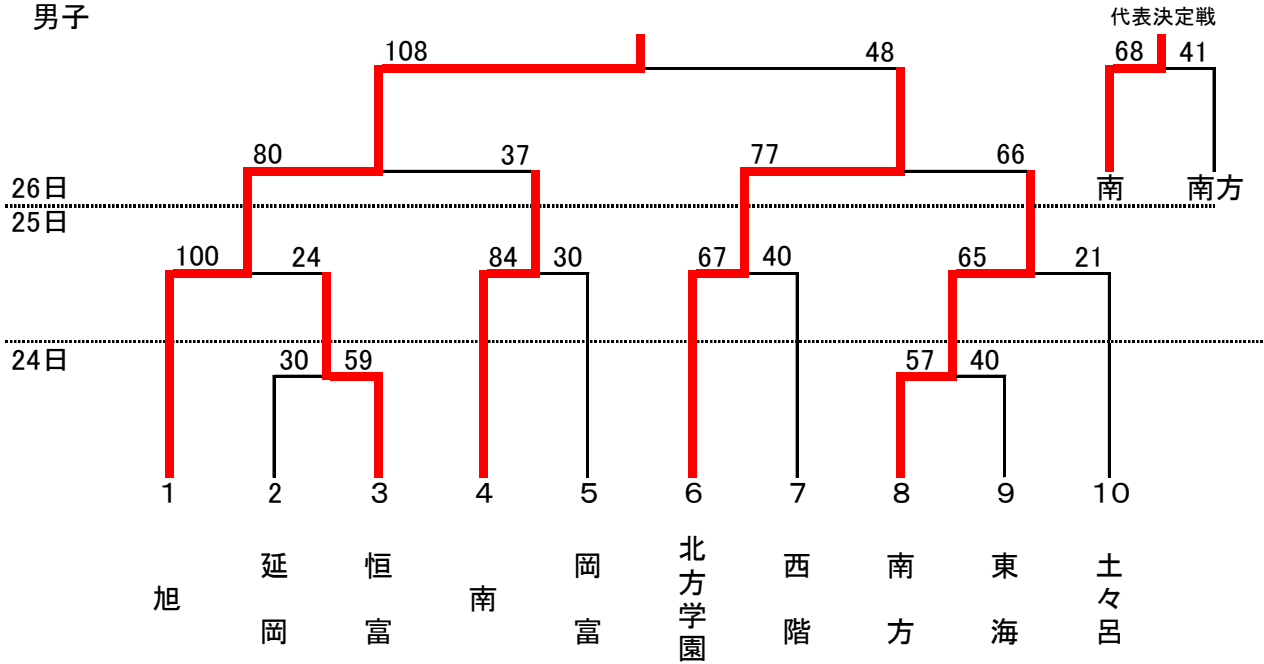 男子
代表決定戦
108 48
68 41
80 37 77 66
南 南方
26日
25日
100 24 84 30 67 40 65 21
24日
30 59 57 40
1 2 3 4 5 6 7 8 9 10
旭
延岡
恒富
南
岡富
北方学園
西階
南方
東海
土々呂